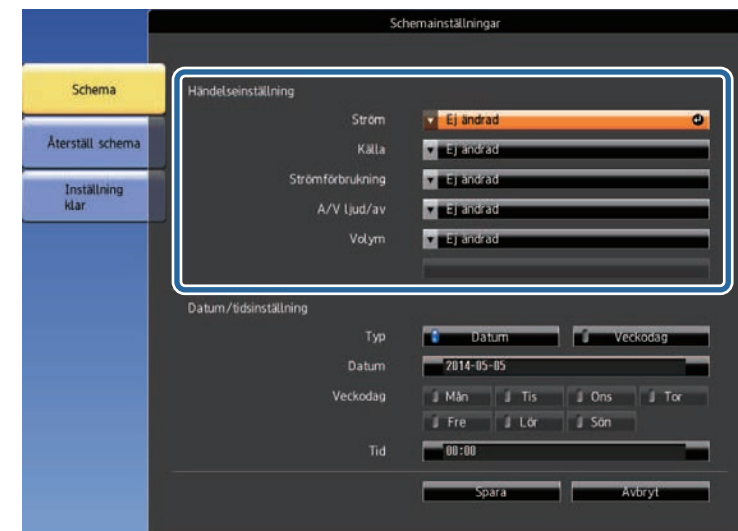 Schemainställningar
Schema
Återställ schema
Inställning
klar
Händelseinställning
Ström Ej ändrad
Källa Ej ändrad
Strömförbrukning Ej ändrad
A/V ljud/av Ej ändrad
Volym Ej ändrad
Datum/tidsinställning
Typ Datum Veckodag
Datum 2014-05-05
Veckodag Mån Tis Ons Tor
Fre Lör Sön
Tid 00:00
Spara Avbryt